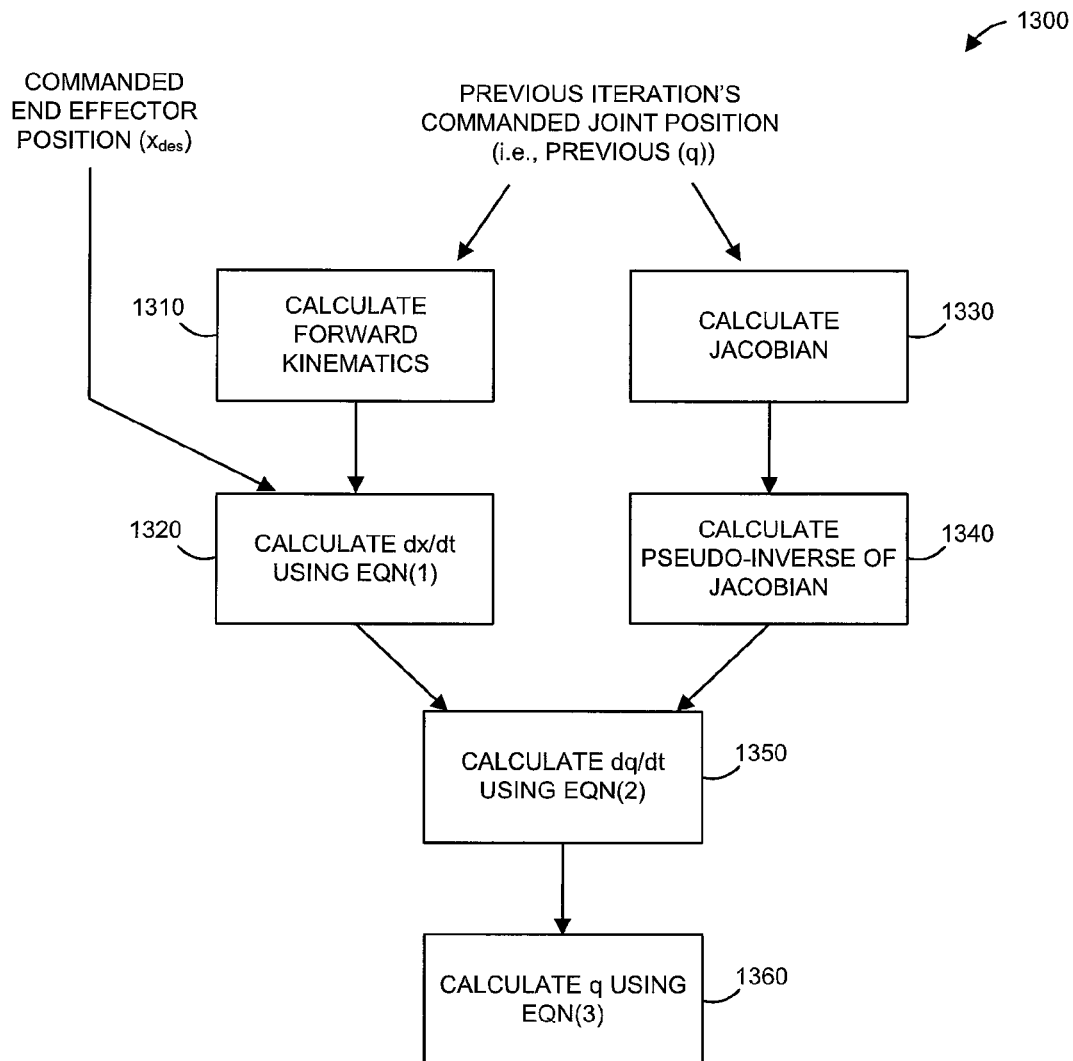 1300
COMMANDED
END EFFECTOR
POSITION (xdes)
PREVIOUS ITERATION'S
COMMANDED JOINT POSITION
(i.e., PREVIOUS (q))
1310
CALCULATE
FORWARD
KINEMATICS
CALCULATE
JACOBIAN
1330
1320
CALCULATE dx/dt
USING EQN(1)
CALCULATE
PSEUDO-INVERSE OF
JACOBIAN
1340
CALCULATE dq/dt
USING EQN(2)
1350
CALCULATE q USING
EQN(3)
1360